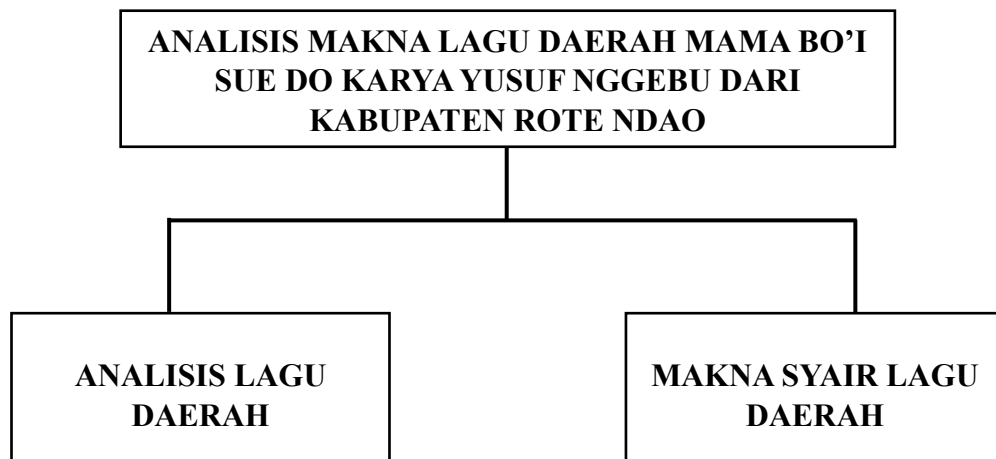 ANALISIS MAKNA LAGU DAERAH MAMA BO’I
SUE DO KARYA YUSUF NGGEBU DARI
KABUPATEN ROTE NDAO
ANALISIS LAGU
DAERAH
MAKNA SYAIR LAGU
DAERAH